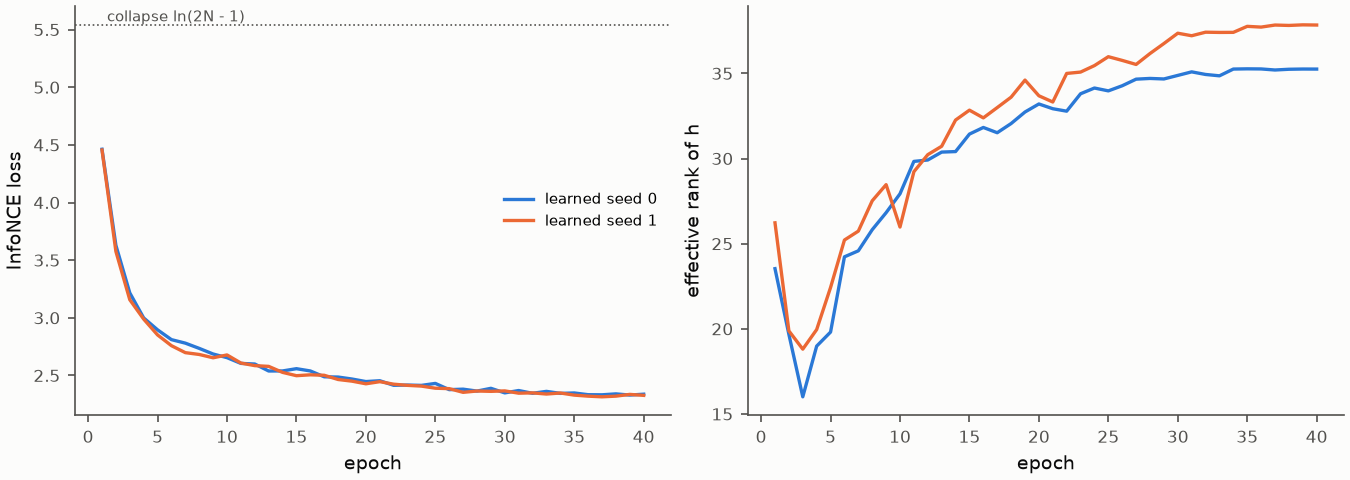 collapse ln(2N - 1)
5.5
5.0
4.5
4.0
3.5
3.0
2.5
InfoNCE loss
learned seed 0
learned seed 1
0 5 10 15 20 25 30 35 40
epoch
35
30
25
20
15
effective rank of h
0 5 10 15 20 25 30 35 40
epoch